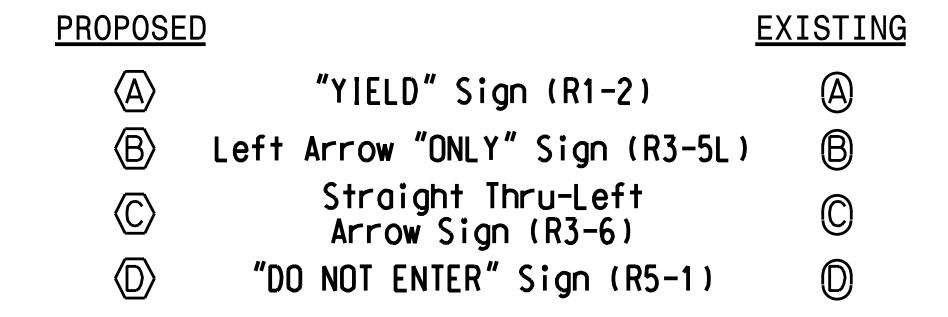 PROPOSED EXISTING
A "YIELD" Sign (R1-2) A
B Left Arrow "ONLY" Sign (R3-5L) B
Straight Thru-Left
C Arrow Sign (R3-6) C
D "DO NOT ENTER" Sign (R5-1) D